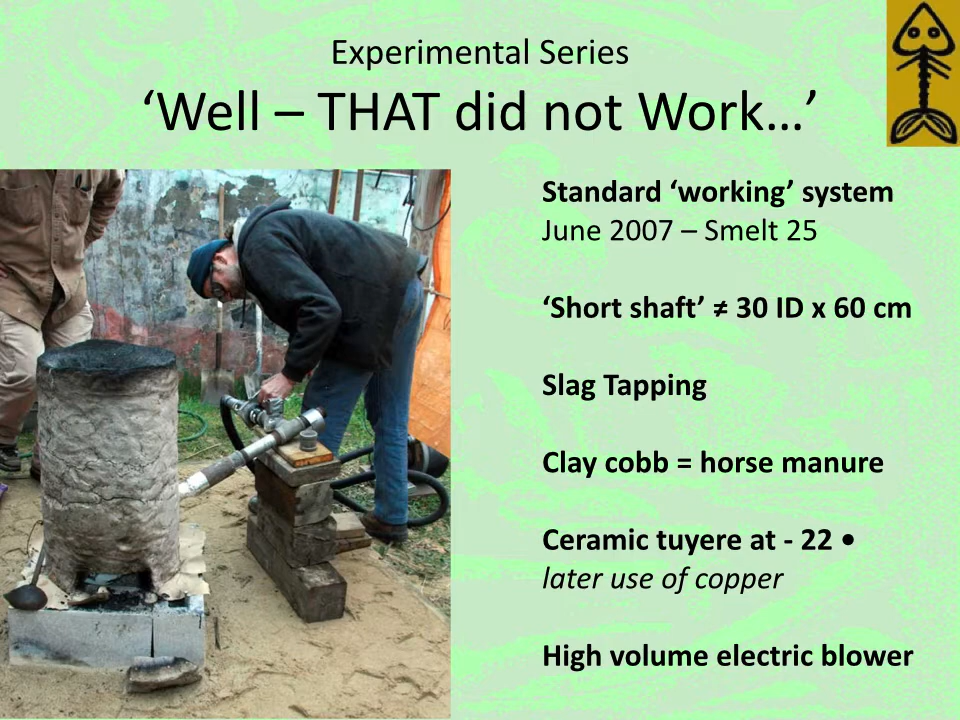 Experimental Series
‘Well – THAT did not Work…’
Standard ‘working’ system
June 2007 – Smelt 25
‘Short shaft’ ≠ 30 ID x 60 cm
Slag Tapping
Clay cobb = horse manure
Ceramic tuyere at - 22 •
later use of copper
High volume electric blower